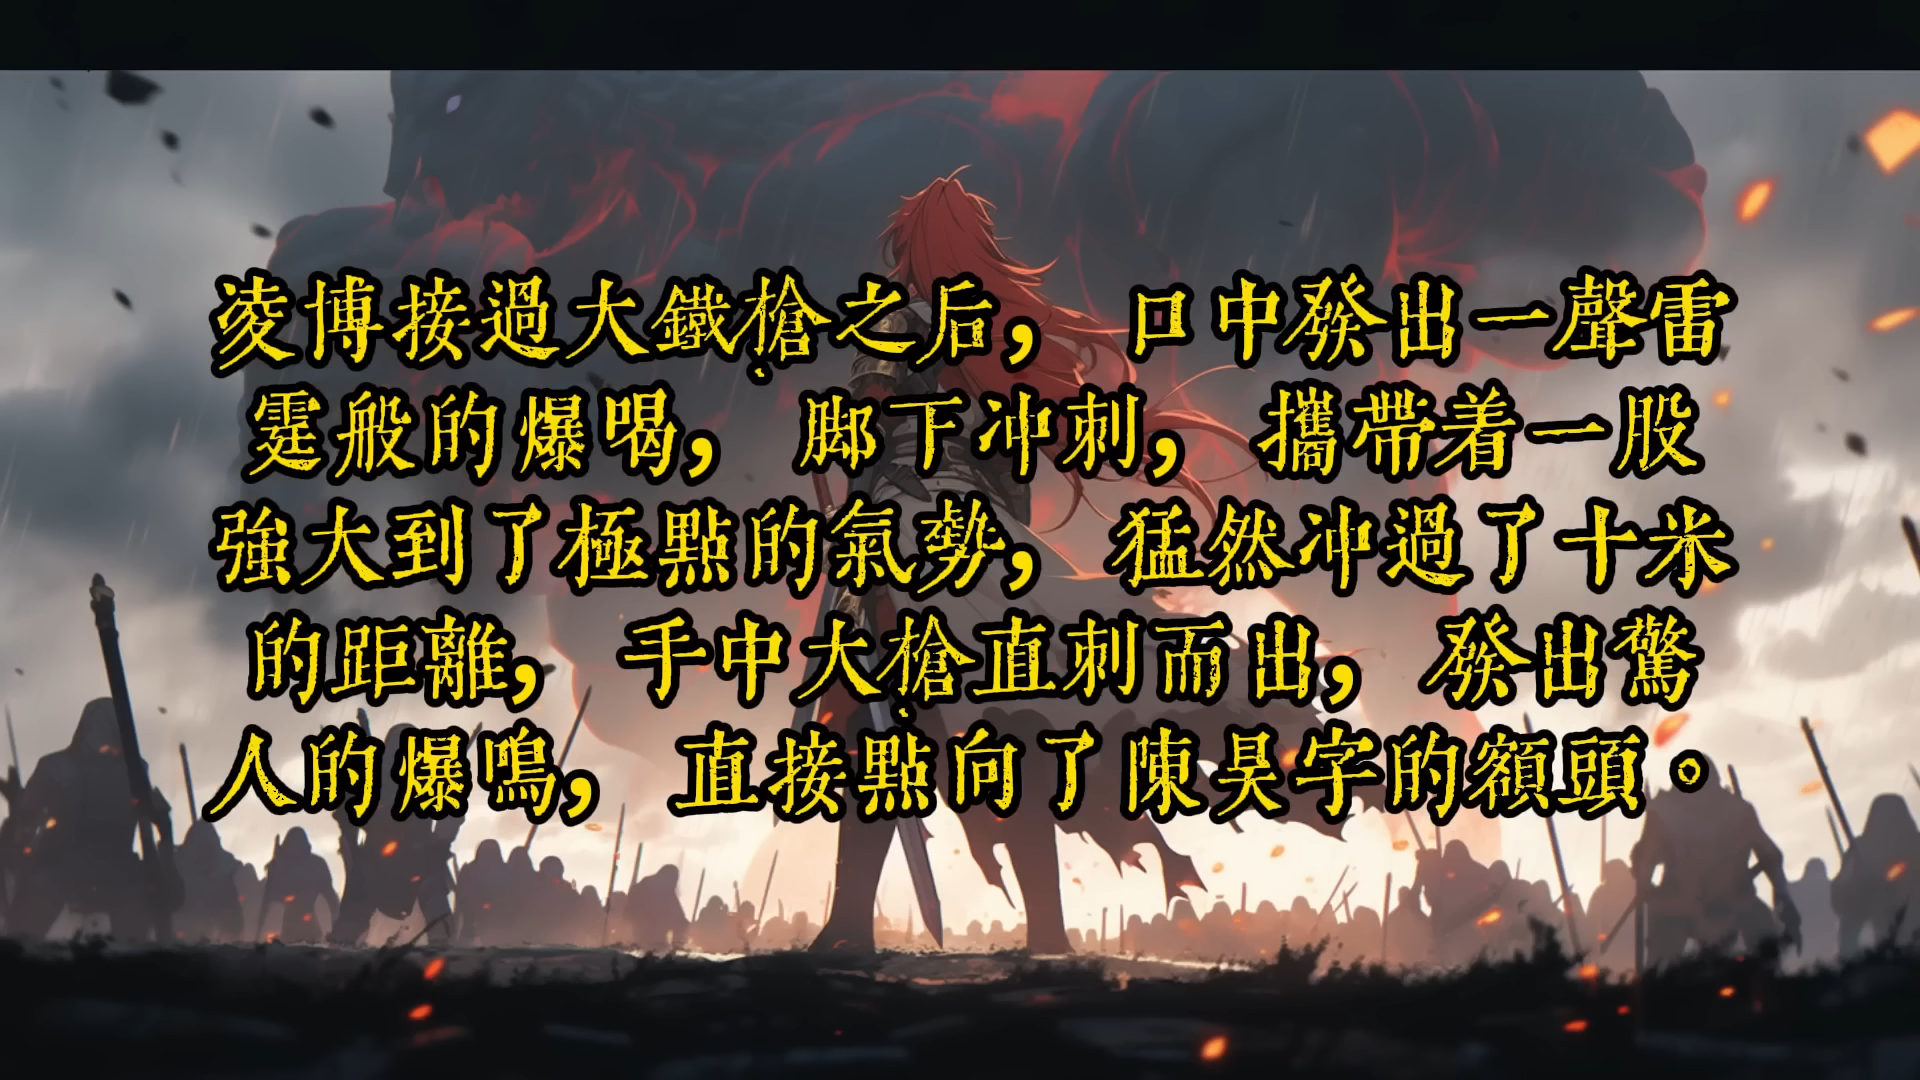 凌博接過大鐵槍之后，口中發出一聲雷
霆般的爆喝，腳下冲刺，攜帶着一股
強大到了極點的氣勢，猛然冲過了十米
的距離，手中大槍直刺而出，發出驚
人的爆鳴，直接點向了陳昊宇的額頭。